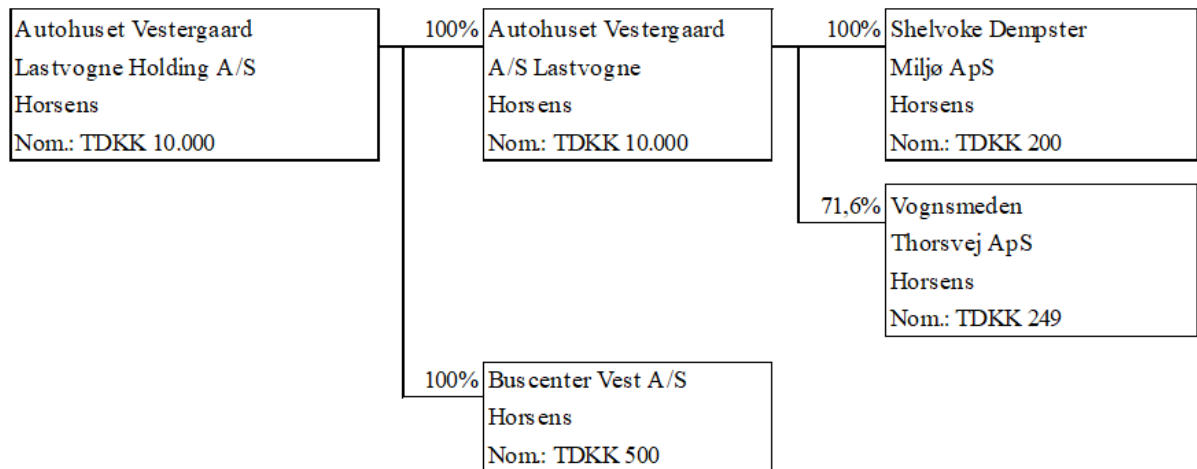 Autohuset Vestergaard
Lastvogne Holding A/S
Horsens
Nom.: TDKK 10.000
100%
Autohuset Vestergaard
A/S Lastvogne
Horsens
Nom.: TDKK 10.000
100%
Shelvoke Dempster
Miljø ApS
Horsens
Nom.: TDKK 200
71,6%
Vognsmeden
Thorsvej ApS
Horsens
Nom.: TDKK 249
100%
Buscenter Vest A/S
Horsens
Nom.: TDKK 500